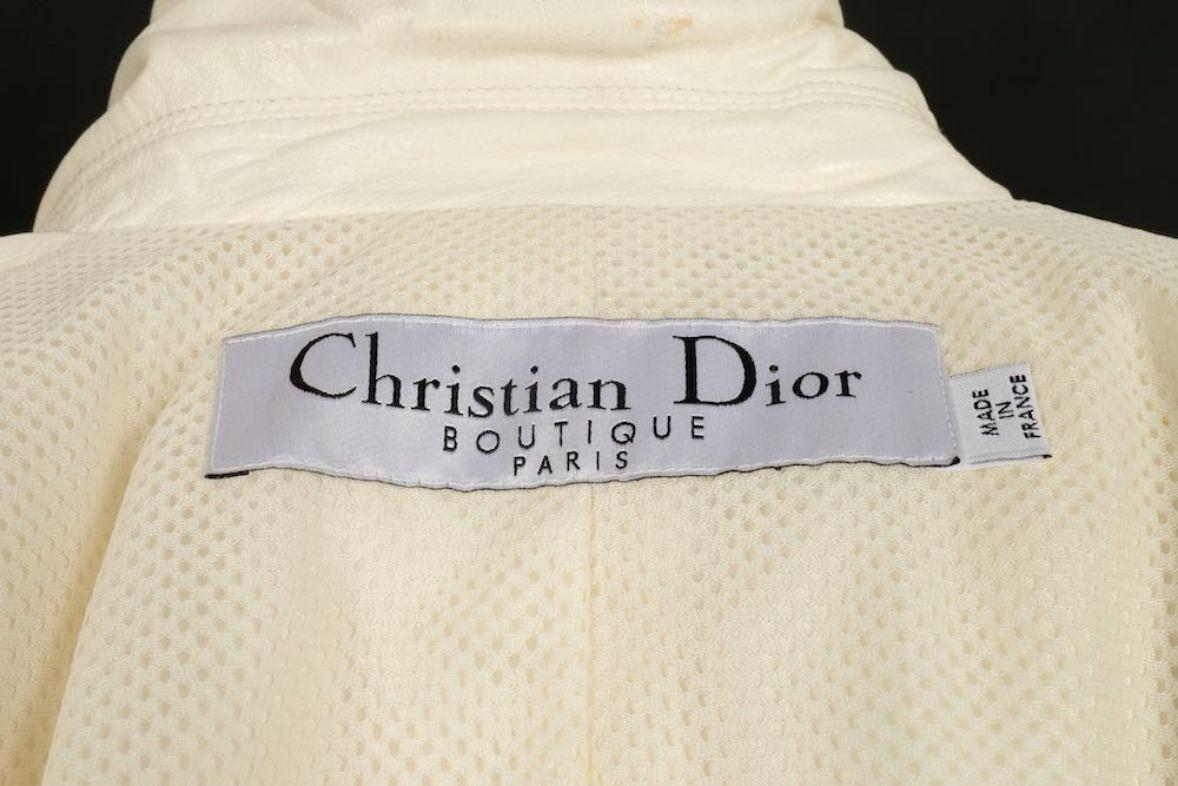 Christian Dior
BOUTIQUE
PARIS
MADE
IN
FRANCE